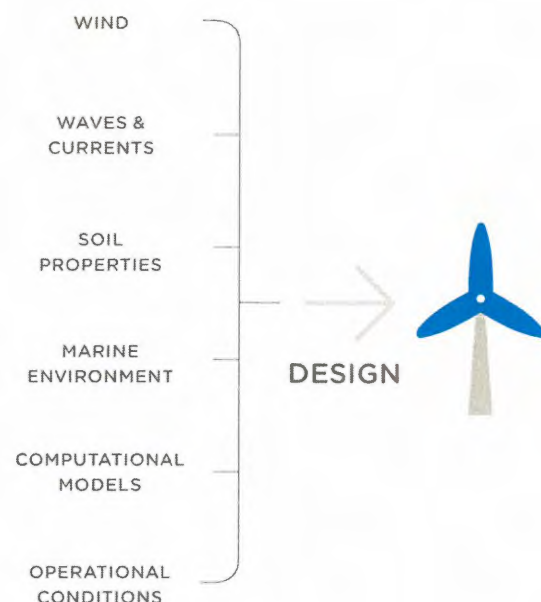 WIND
WAVES &
CURRENTS
SOIL
PROPERTIES
MARINE
ENVIRONMENT
DESIGN
COMPUTATIONAL
MODELS
OPERATIONAL
CONDITIONS